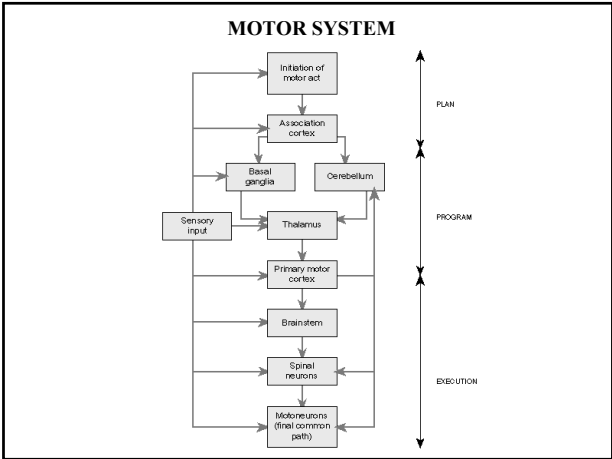 MOTOR SYSTEM
Initiation of
motor act
PLAN
Association
cortex
Basal
ganglia
Cerebellum
Sensory
input
Thalamus
PROGRAM
Primary motor
cortex
Brainstem
Spinal
neurons
EXECUTION
Motoneurons
(final common
path)